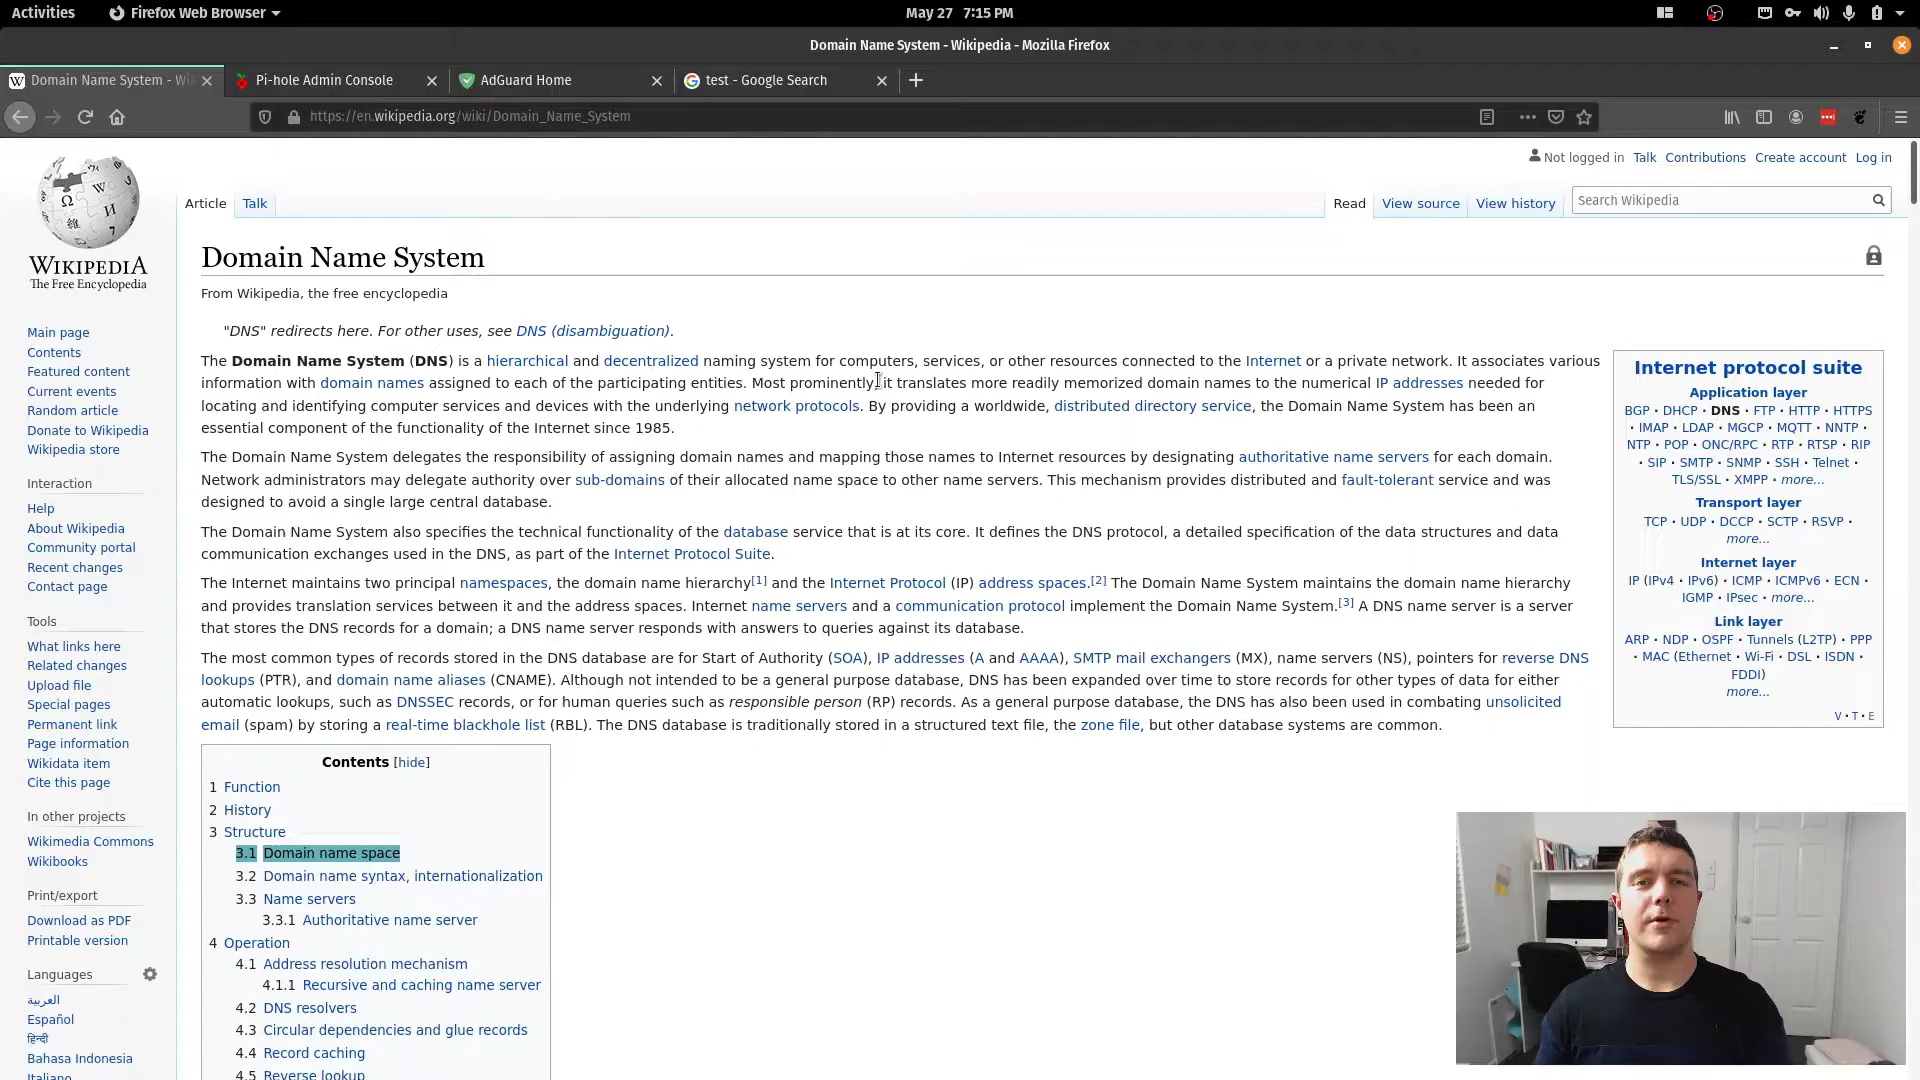 Activities Firefox Web Browser May 27 7:15 PM
Domain Name System - Wikipedia - Mozilla Firefox
Domain Name System - Wi Pi-hole Admin Console AdGuard Home test - Google Search
https://en.wikipedia.org/wiki/Domain_Name_System
Not logged in Talk Contributions Create account Log in
Article Talk Read View source View history Search Wikipedia
WIKIPEDIA
The Free Encyclopedia
Main page
Contents
Featured content
Current events
Random article
Donate to Wikipedia
Wikipedia store
Interaction
Help
About Wikipedia
Community portal
Recent changes
Contact page
Tools
What links here
Related changes
Upload file
Special pages
Permanent link
Page information
Wikidata item
Cite this page
In other projects
Wikimedia Commons
Wikibooks
Print/export
Download as PDF
Printable version
Languages
العربية
Español
हिन्दी
Bahasa Indonesia
Italiano
Domain Name System
From Wikipedia, the free encyclopedia
"DNS" redirects here. For other uses, see DNS (disambiguation).
The Domain Name System (DNS) is a hierarchical and decentralized naming system for computers, services, or other resources connected to the Internet or a private network. It associates various
information with domain names assigned to each of the participating entities. Most prominently, it translates more readily memorized domain names to the numerical IP addresses needed for
locating and identifying computer services and devices with the underlying network protocols. By providing a worldwide, distributed directory service, the Domain Name System has been an
essential component of the functionality of the Internet since 1985.
The Domain Name System delegates the responsibility of assigning domain names and mapping those names to Internet resources by designating authoritative name servers for each domain.
Network administrators may delegate authority over sub-domains of their allocated name space to other name servers. This mechanism provides distributed and fault-tolerant service and was
designed to avoid a single large central database.
The Domain Name System also specifies the technical functionality of the database service that is at its core. It defines the DNS protocol, a detailed specification of the data structures and data
communication exchanges used in the DNS, as part of the Internet Protocol Suite.
The Internet maintains two principal namespaces, the domain name hierarchy[1] and the Internet Protocol (IP) address spaces.[2] The Domain Name System maintains the domain name hierarchy
and provides translation services between it and the address spaces. Internet name servers and a communication protocol implement the Domain Name System.[3] A DNS name server is a server
that stores the DNS records for a domain; a DNS name server responds with answers to queries against its database.
The most common types of records stored in the DNS database are for Start of Authority (SOA), IP addresses (A and AAAA), SMTP mail exchangers (MX), name servers (NS), pointers for reverse DNS
lookups (PTR), and domain name aliases (CNAME). Although not intended to be a general purpose database, DNS has been expanded over time to store records for other types of data for either
automatic lookups, such as DNSSEC records, or for human queries such as responsible person (RP) records. As a general purpose database, the DNS has also been used in combating unsolicited
email (spam) by storing a real-time blackhole list (RBL). The DNS database is traditionally stored in a structured text file, the zone file, but other database systems are common.
Contents [hide]
1 Function
2 History
3 Structure
3.1 Domain name space
3.2 Domain name syntax, internationalization
3.3 Name servers
3.3.1 Authoritative name server
4 Operation
4.1 Address resolution mechanism
4.1.1 Recursive and caching name server
4.2 DNS resolvers
4.3 Circular dependencies and glue records
4.4 Record caching
4.5 Reverse lookup
Internet protocol suite
Application layer
BGP · DHCP · DNS · FTP · HTTP · HTTPS
· IMAP · LDAP · MGCP · MQTT · NNTP ·
NTP · POP · ONC/RPC · RTP · RTSP · RIP
· SIP · SMTP · SNMP · SSH · Telnet ·
TLS/SSL · XMPP · more...
Transport layer
TCP · UDP · DCCP · SCTP · RSVP ·
more...
Internet layer
IP (IPv4 · IPv6) · ICMP · ICMPv6 · ECN ·
IGMP · IPsec · more...
Link layer
ARP · NDP · OSPF · Tunnels (L2TP) · PPP
· MAC (Ethernet · Wi-Fi · DSL · ISDN ·
FDDI)
more...
V · T · E